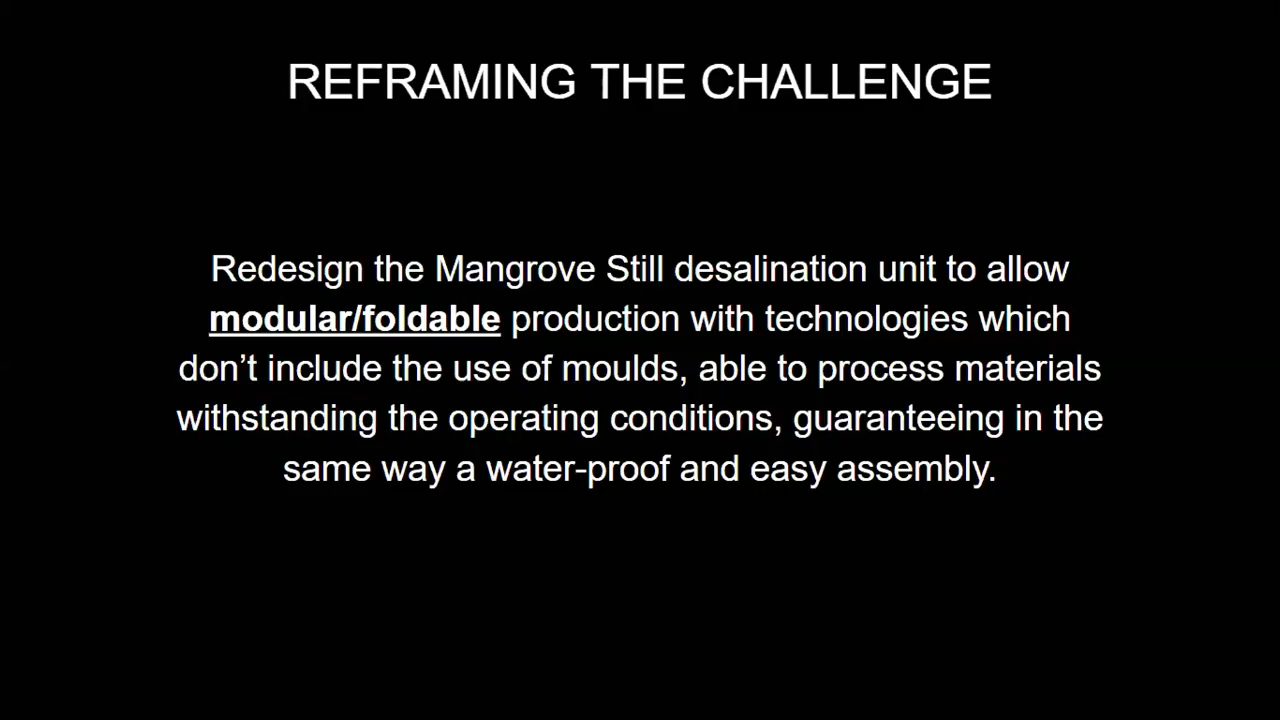 REFRAMING THE CHALLENGE
Redesign the Mangrove Still desalination unit to allow
modular/foldable production with technologies which
don’t include the use of moulds, able to process materials
withstanding the operating conditions, guaranteeing in the
same way a water-proof and easy assembly.